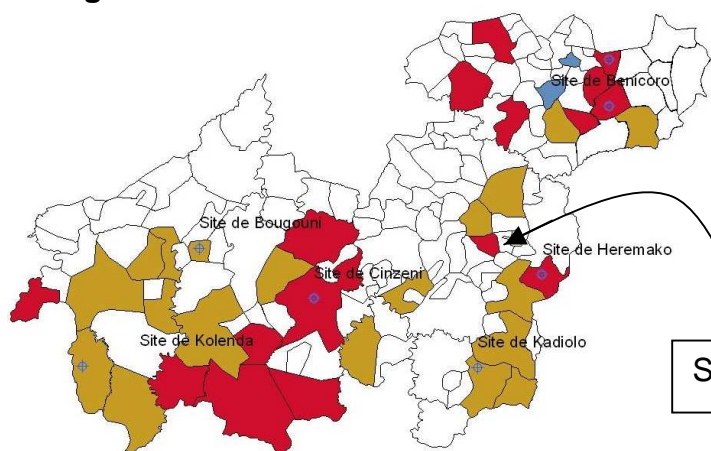 Site de Benicoro
Site de Bougouni
Site de Heremako
Site de Cinzeni
Site de Kolenda
Site de Kadiolo
S